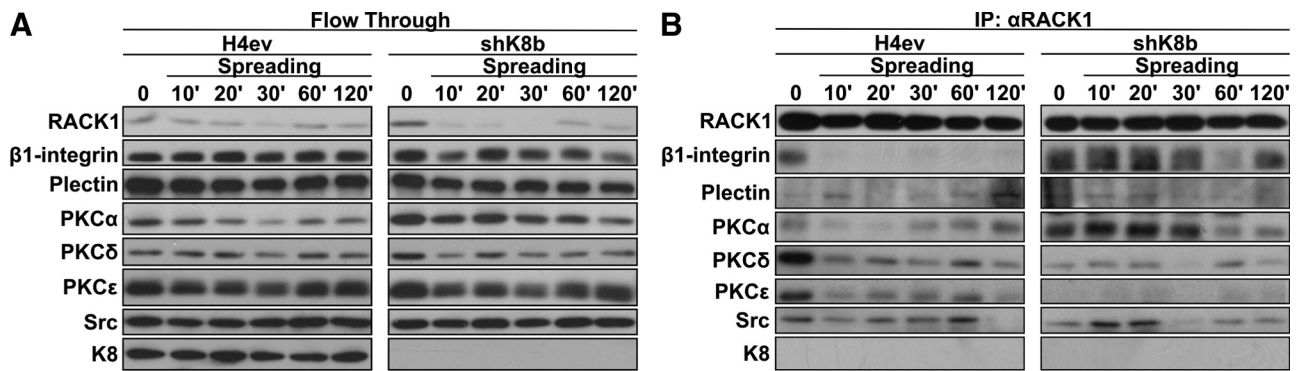 A
Flow Through
H4ev shK8b
Spreading Spreading
0 10' 20' 30' 60' 120' 0 10' 20' 30' 60' 120'
RACK1
β1-integrin
Plectin
PKCα
PKCδ
PKCε
Src
K8
B
IP: αRACK1
H4ev shK8b
Spreading Spreading
0 10' 20' 30' 60' 120' 0 10' 20' 30' 60' 120'
RACK1
β1-integrin
Plectin
PKCα
PKCδ
PKCε
Src
K8